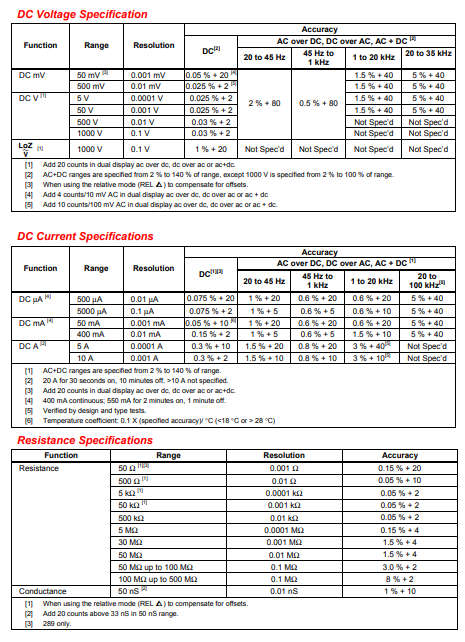 DC Voltage Specification
Accuracy
AC over DC, DC over AC, AC + DC [2]
Function Range Resolution DC[2] 20 to 45 Hz 45 Hz to 1 kHz 1 to 20 kHz 20 to 35 kHz
DC mV 50 mV [3] 0.001 mV 0.05 % + 20 [4] 2 % + 80 0.5 % + 80 1.5 % + 40 5 % + 40
500 mV 0.01 mV 0.025 % + 2 [5] 1.5 % + 40 5 % + 40
DC V [1] 5 V 0.0001 V 0.025 % + 2 1.5 % + 40 5 % + 40
50 V 0.001 V 0.025 % + 2 1.5 % + 40 5 % + 40
500 V 0.01 V 0.03 % + 2 Not Spec'd Not Spec'd
1000 V 0.1 V 0.03 % + 2 Not Spec'd Not Spec'd
LoZ V [1] 1000 V 0.1 V 1 % + 20 Not Spec'd Not Spec'd Not Spec'd Not Spec'd
[1] Add 20 counts in dual display ac over dc, dc over ac or ac+dc.
[2] AC+DC ranges are specified from 2 % to 140 % of range, except 1000 V is specified from 2 % to 100 % of range.
[3] When using the relative mode (REL Δ) to compensate for offsets.
[4] Add 4 counts/10 mV AC in dual display ac over dc, dc over ac or ac + dc
[5] Add 10 counts/100 mV AC in dual display ac over dc, dc over ac or ac + dc.
DC Current Specifications
Accuracy
AC over DC, DC over AC, AC + DC [1]
Function Range Resolution DC[1][3] 20 to 45 Hz 45 Hz to 1 kHz 1 to 20 kHz 20 to 100 kHz[5]
DC µA [4] 500 µA 0.01 µA 0.075 % + 20 1 % + 20 0.6 % + 20 0.6 % + 20 5 % + 40
5000 µA 0.1 µA 0.075 % + 2 1 % + 5 0.6 % + 5 0.6 % + 10 5 % + 40
DC mA [4] 50 mA 0.001 mA 0.05 % + 10 [6] 1 % + 20 0.6 % + 20 0.6 % + 20 5 % + 40
400 mA 0.01 mA 0.15 % + 2 1 % + 5 0.6 % + 5 1.5 % + 10 5 % + 40
DC A [2] 5 A 0.0001 A 0.3 % + 10 1.5 % + 20 0.8 % + 20 3 % + 40[5] Not Spec'd
10 A 0.001 A 0.3 % + 2 1.5 % + 10 0.8 % + 10 3 % + 10[5] Not Spec'd
[1] AC+DC ranges are specified from 2 % to 140 % of range.
[2] 20 A for 30 seconds on, 10 minutes off. >10 A not specified.
[3] Add 20 counts in dual display ac over dc, dc over ac or ac+dc.
[4] 400 mA continuous; 550 mA for 2 minutes on, 1 minute off.
[5] Verified by design and type tests.
[6] Temperature coefficient: 0.1 X (specified accuracy)/ °C (<18 °C or > 28 °C)
Resistance Specifications
Function Range Resolution Accuracy
Resistance 50 Ω [1][3] 0.001 Ω 0.15 % + 20
500 Ω [1] 0.01 Ω 0.05 % + 10
5 kΩ [1] 0.0001 kΩ 0.05 % + 2
50 kΩ [1] 0.001 kΩ 0.05 % + 2
500 kΩ 0.01 kΩ 0.05 % + 2
5 MΩ 0.0001 MΩ 0.15 % + 4
30 MΩ 0.001 MΩ 1.5 % + 4
50 MΩ 0.01 MΩ 1.5 % + 4
50 MΩ up to 100 MΩ 0.1 MΩ 3.0 % + 2
100 MΩ up to 500 MΩ 0.1 MΩ 8 % + 2
Conductance 50 nS [2] 0.01 nS 1 % + 10
[1] When using the relative mode (REL Δ) to compensate for offsets.
[2] Add 20 counts above 33 nS in 50 nS range.
[3] 289 only.